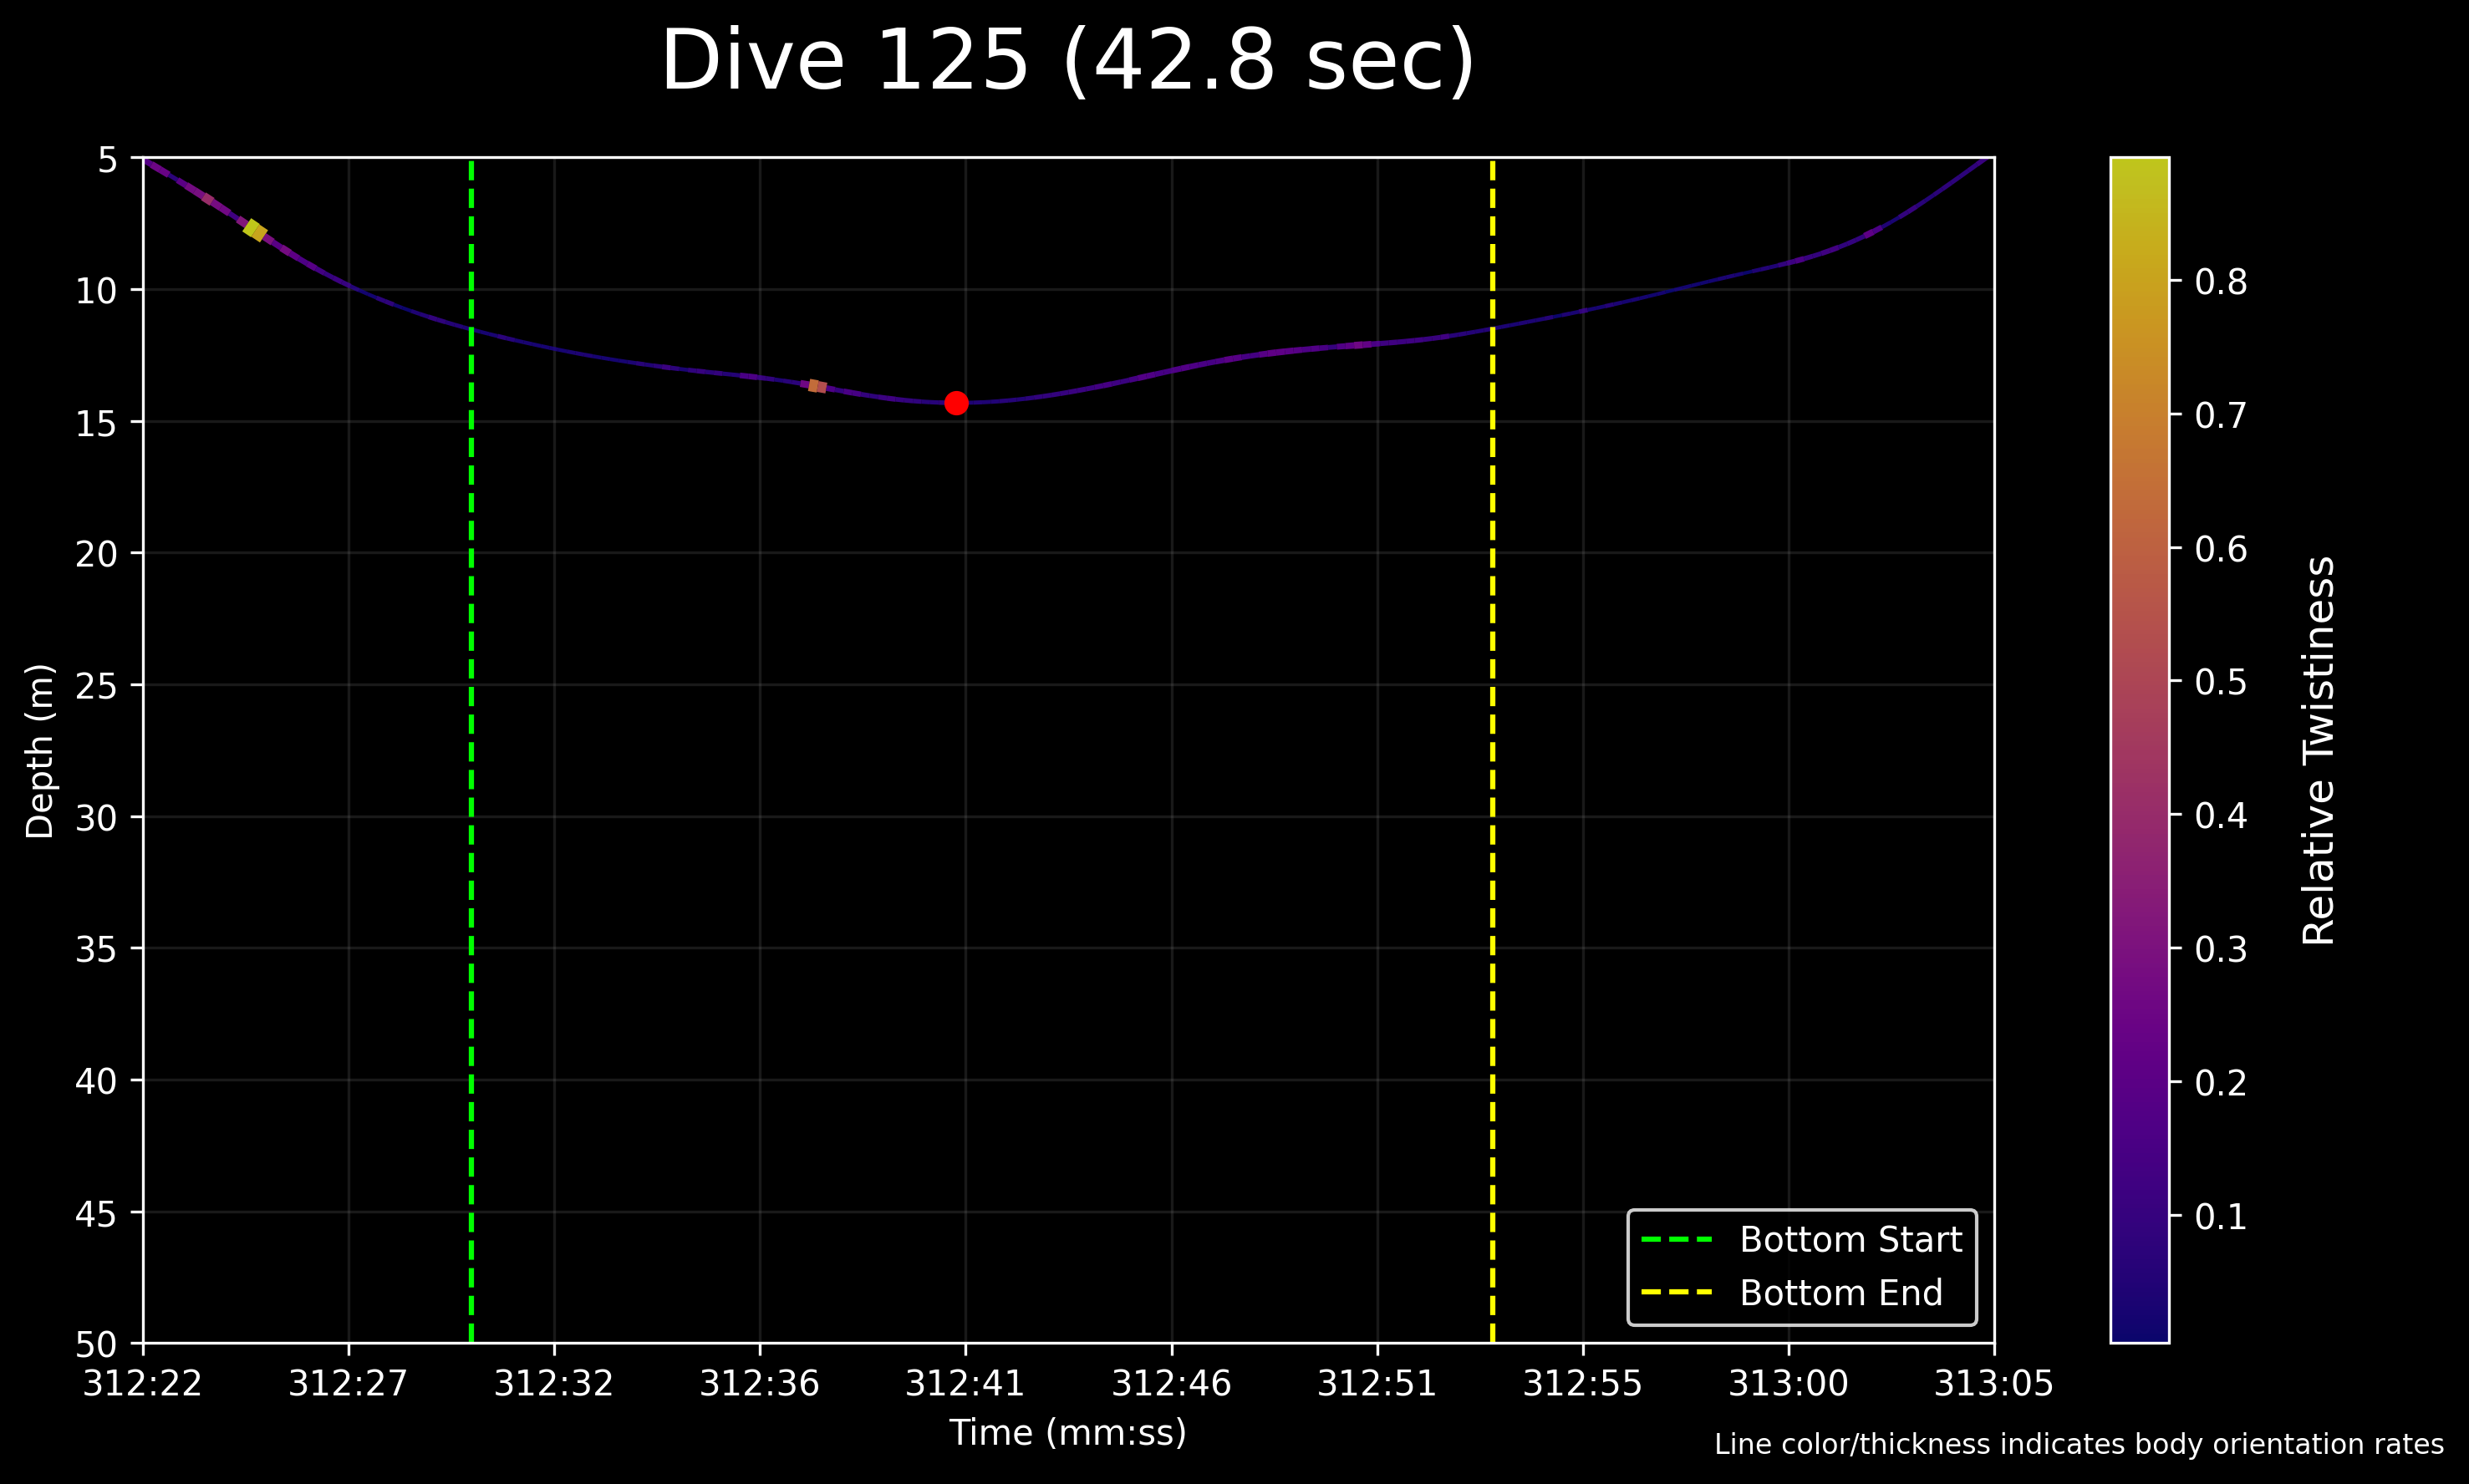 Dive 125 (42.8 sec)
5
10
15
20
25
30
35
40
45
50
Depth (m)
312:22 312:27 312:32 312:36 312:41 312:46 312:51 312:55 313:00 313:05
Time (mm:ss)
Bottom Start
Bottom End
0.8
0.7
0.6
0.5
0.4
0.3
0.2
0.1
Relative Twistiness
Line color/thickness indicates body orientation rates